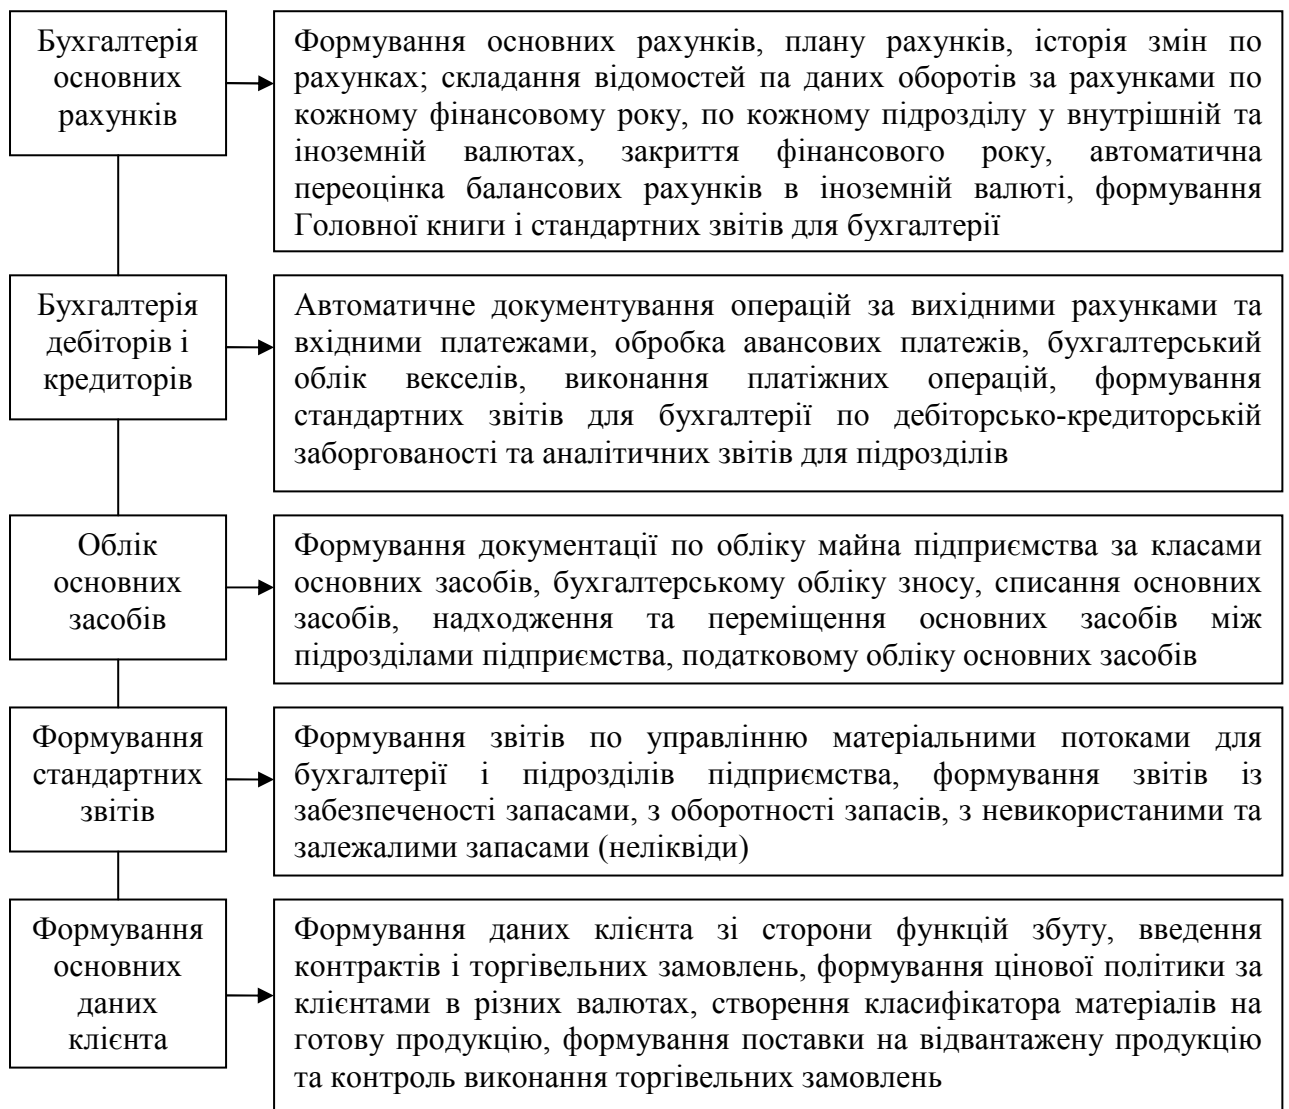 Бухгалтерія
основних
рахунків
Формування основних рахунків, плану рахунків, історія змін по
рахунках; складання відомостей па даних оборотів за рахунками по
кожному фінансовому року, по кожному підрозділу у внутрішній та
іноземній валютах, закриття фінансового року, автоматична
переоцінка балансових рахунків в іноземній валюті, формування
Головної книги і стандартних звітів для бухгалтерії
Бухгалтерія
дебіторів і
кредиторів
Автоматичне документування операцій за вихідними рахунками та
вхідними платежами, обробка авансових платежів, бухгалтерський
облік векселів, виконання платіжних операцій, формування
стандартних звітів для бухгалтерії по дебіторсько-кредиторській
заборгованості та аналітичних звітів для підрозділів
Облік
основних
засобів
Формування документації по обліку майна підприємства за класами
основних засобів, бухгалтерському обліку зносу, списання основних
засобів, надходження та переміщення основних засобів між
підрозділами підприємства, податковому обліку основних засобів
Формування
стандартних
звітів
Формування звітів по управлінню матеріальними потоками для
бухгалтерії і підрозділів підприємства, формування звітів із
забезпеченості запасами, з оборотності запасів, з невикористаними та
залежалими запасами (неліквіди)
Формування
основних
даних
клієнта
Формування даних клієнта зі сторони функцій збуту, введення
контрактів і торгівельних замовлень, формування цінової політики за
клієнтами в різних валютах, створення класифікатора матеріалів на
готову продукцію, формування поставки на відвантажену продукцію
та контроль виконання торгівельних замовлень